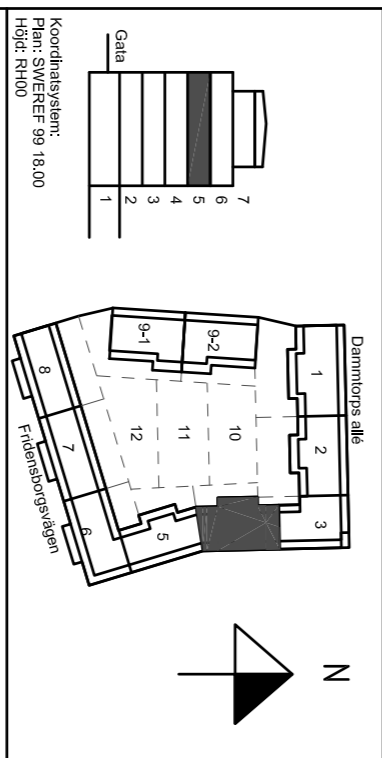 Dammtorps allé
N
1
2
3
9-1
9-2
10
11
12
5
6
7
8
Fridensborgsvägen
Gata
7
6
5
4
3
2
1
Koordinatsystem:
Plan: SWEREF 99 18.00
Höjd: RH00